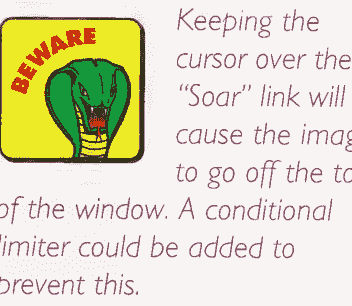 BEWARE
Keeping the
cursor over the
“Soar” link will
cause the imag
to go off the to
of the window. A conditional
limiter could be added to
prevent this.